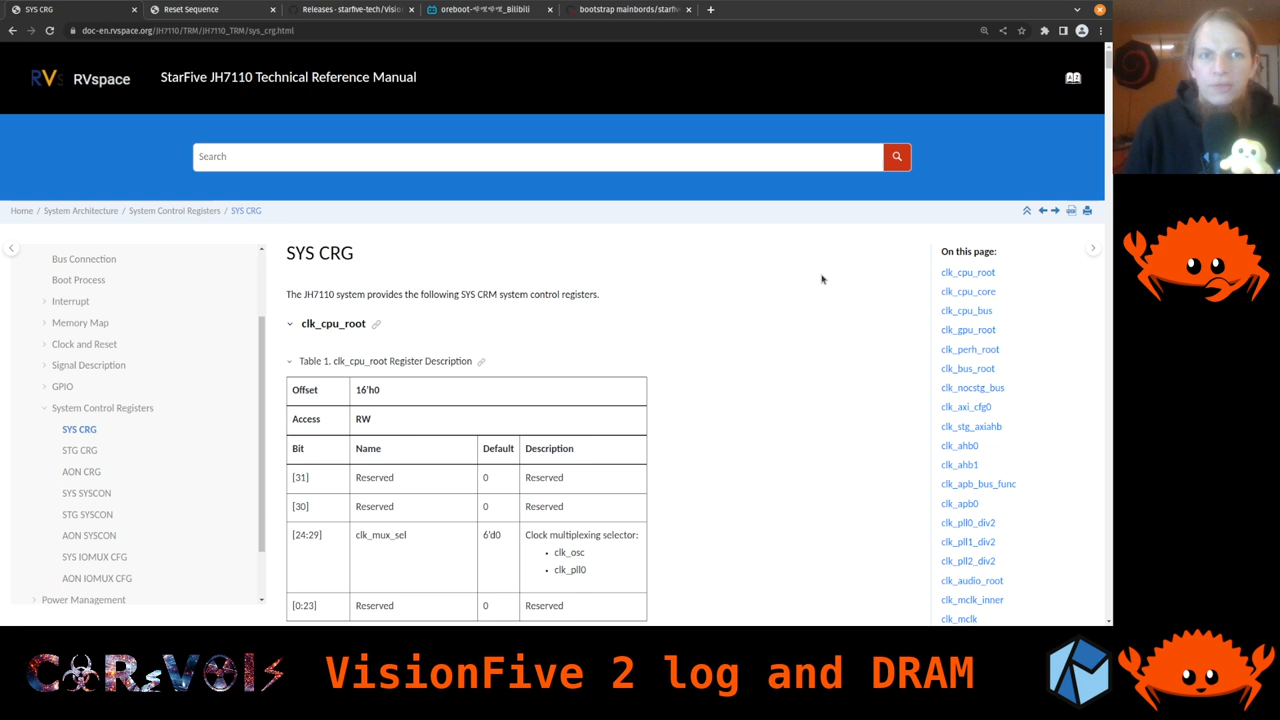 SYS CRG
Reset Sequence
Releases · starfive-tech/Vision
bootstrap mainbords/starfiv
doc-en.rvspace.org/JH7110/TRM/JH7110_TRM/sys_crg.html
RVspace
StarFive JH7110 Technical Reference Manual
Search
Home / System Architecture / System Control Registers / SYS CRG
Bus Connection
Boot Process
Interrupt
Memory Map
Clock and Reset
Signal Description
GPIO
System Control Registers
SYS CRG
STG CRG
AON CRG
SYS SYSCON
STG SYSCON
AON SYSCON
SYS IOMUX CFG
AON IOMUX CFG
Power Management
SYS CRG
The JH7110 system provides the following SYS CRM system control registers.
clk_cpu_root
Table 1. clk_cpu_root Register Description
Offset 16'h0
Access RW
Bit Name Default Description
[31] Reserved 0 Reserved
[30] Reserved 0 Reserved
[24:29] clk_mux_sel 6'd0 Clock multiplexing selector:
• clk_osc
• clk_pll0
[0:23] Reserved 0 Reserved
On this page:
clk_cpu_root
clk_cpu_core
clk_cpu_bus
clk_gpu_root
clk_perh_root
clk_bus_root
clk_nocstg_bus
clk_axi_cfg0
clk_stg_axiahb
clk_ahb0
clk_ahb1
clk_apb_bus_func
clk_apb0
clk_pll0_div2
clk_pll1_div2
clk_pll2_div2
clk_audio_root
clk_mclk_inner
clk_mclk
VisionFive 2 log and DRAM